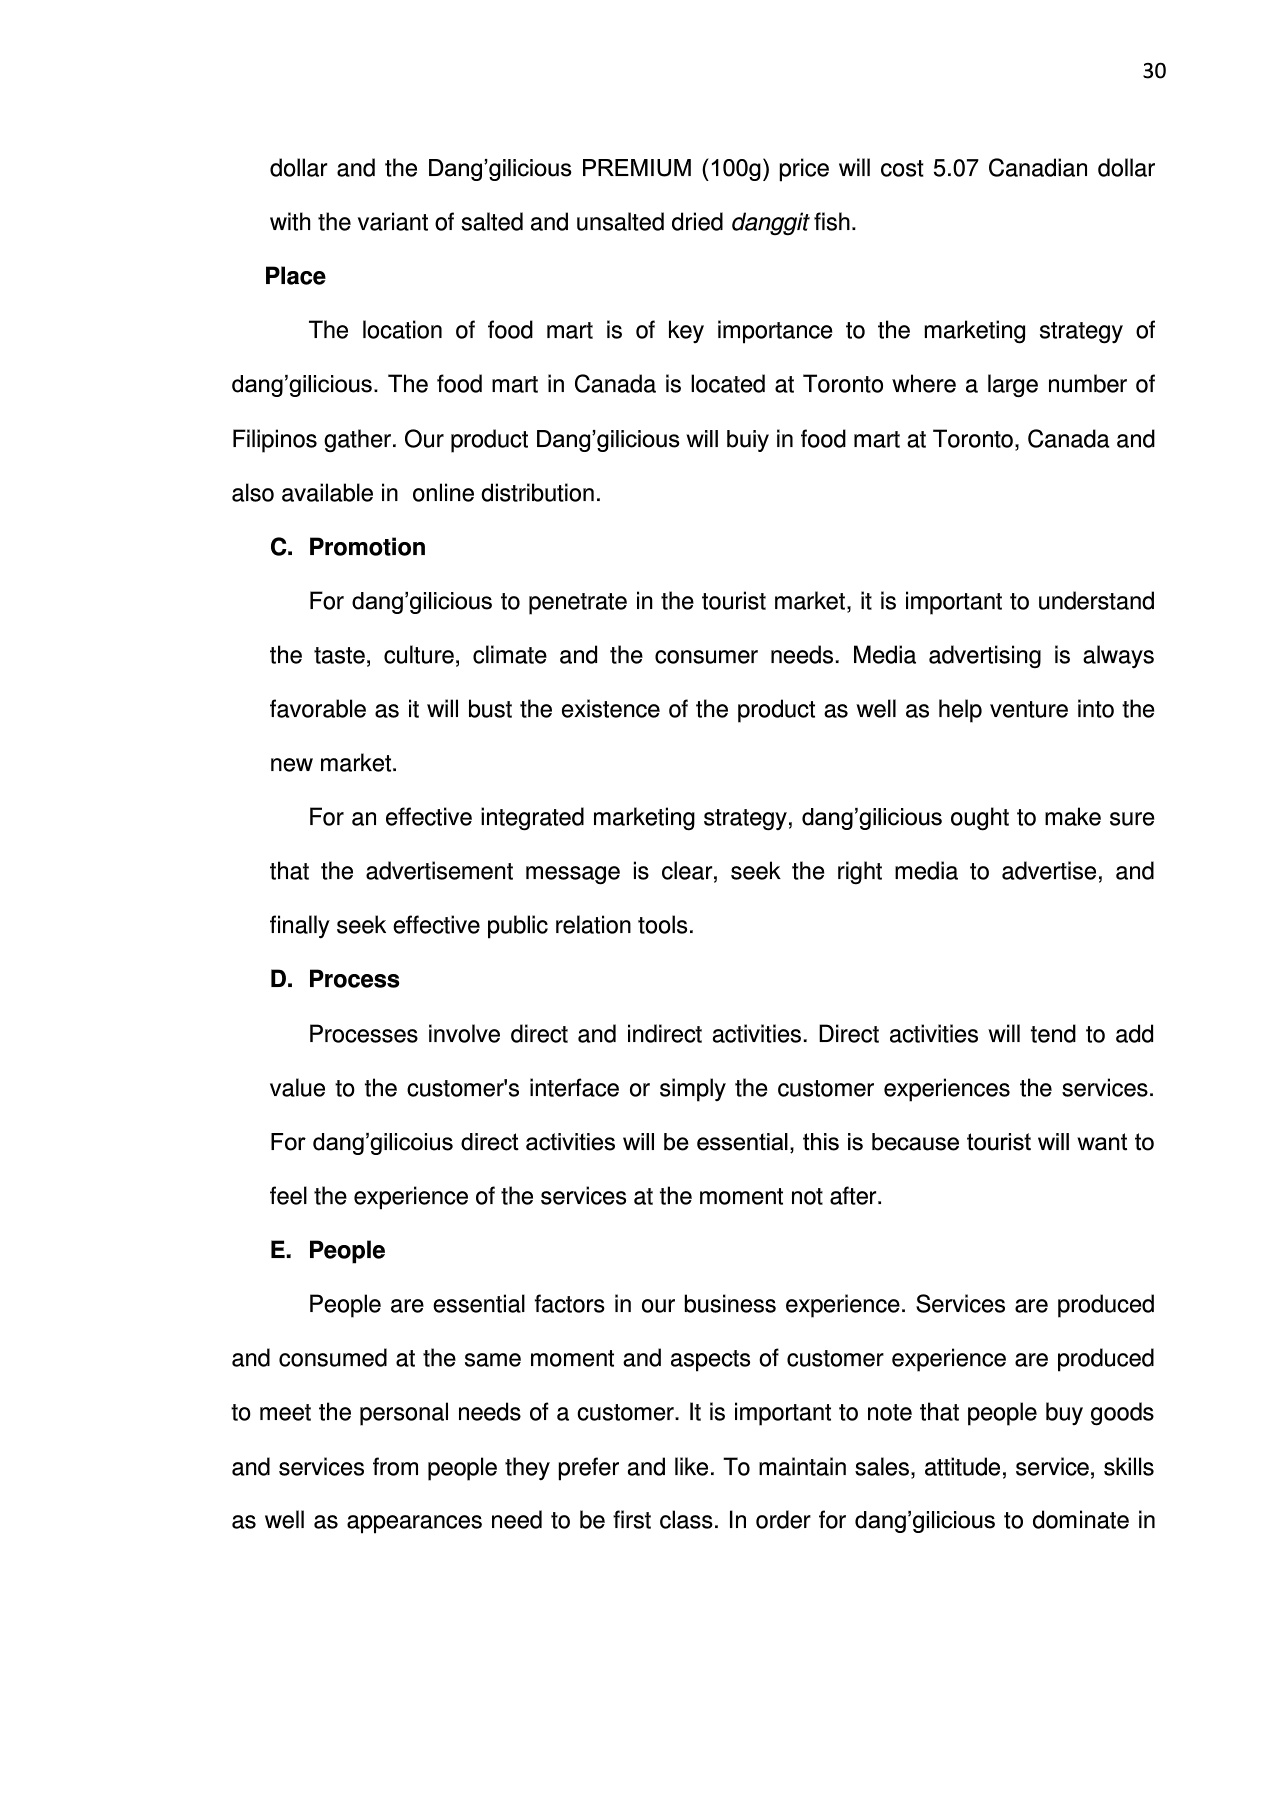 30
dollar and the Dang’gilicious PREMIUM (100g) price will cost 5.07 Canadian dollar
with the variant of salted and unsalted dried danggit fish.
Place
The location of food mart is of key importance to the marketing strategy of
dang’gilicious. The food mart in Canada is located at Toronto where a large number of
Filipinos gather. Our product Dang’gilicious will buiy in food mart at Toronto, Canada and
also available in  online distribution.
C. Promotion
For dang’gilicious to penetrate in the tourist market, it is important to understand
the taste, culture, climate and the consumer needs. Media advertising is always
favorable as it will bust the existence of the product as well as help venture into the
new market.
For an effective integrated marketing strategy, dang’gilicious ought to make sure
that the advertisement message is clear, seek the right media to advertise, and
finally seek effective public relation tools.
D. Process
Processes involve direct and indirect activities. Direct activities will tend to add
value to the customer's interface or simply the customer experiences the services.
For dang’gilicoius direct activities will be essential, this is because tourist will want to
feel the experience of the services at the moment not after.
E. People
People are essential factors in our business experience. Services are produced
and consumed at the same moment and aspects of customer experience are produced
to meet the personal needs of a customer. It is important to note that people buy goods
and services from people they prefer and like. To maintain sales, attitude, service, skills
as well as appearances need to be first class. In order for dang’gilicious to dominate in